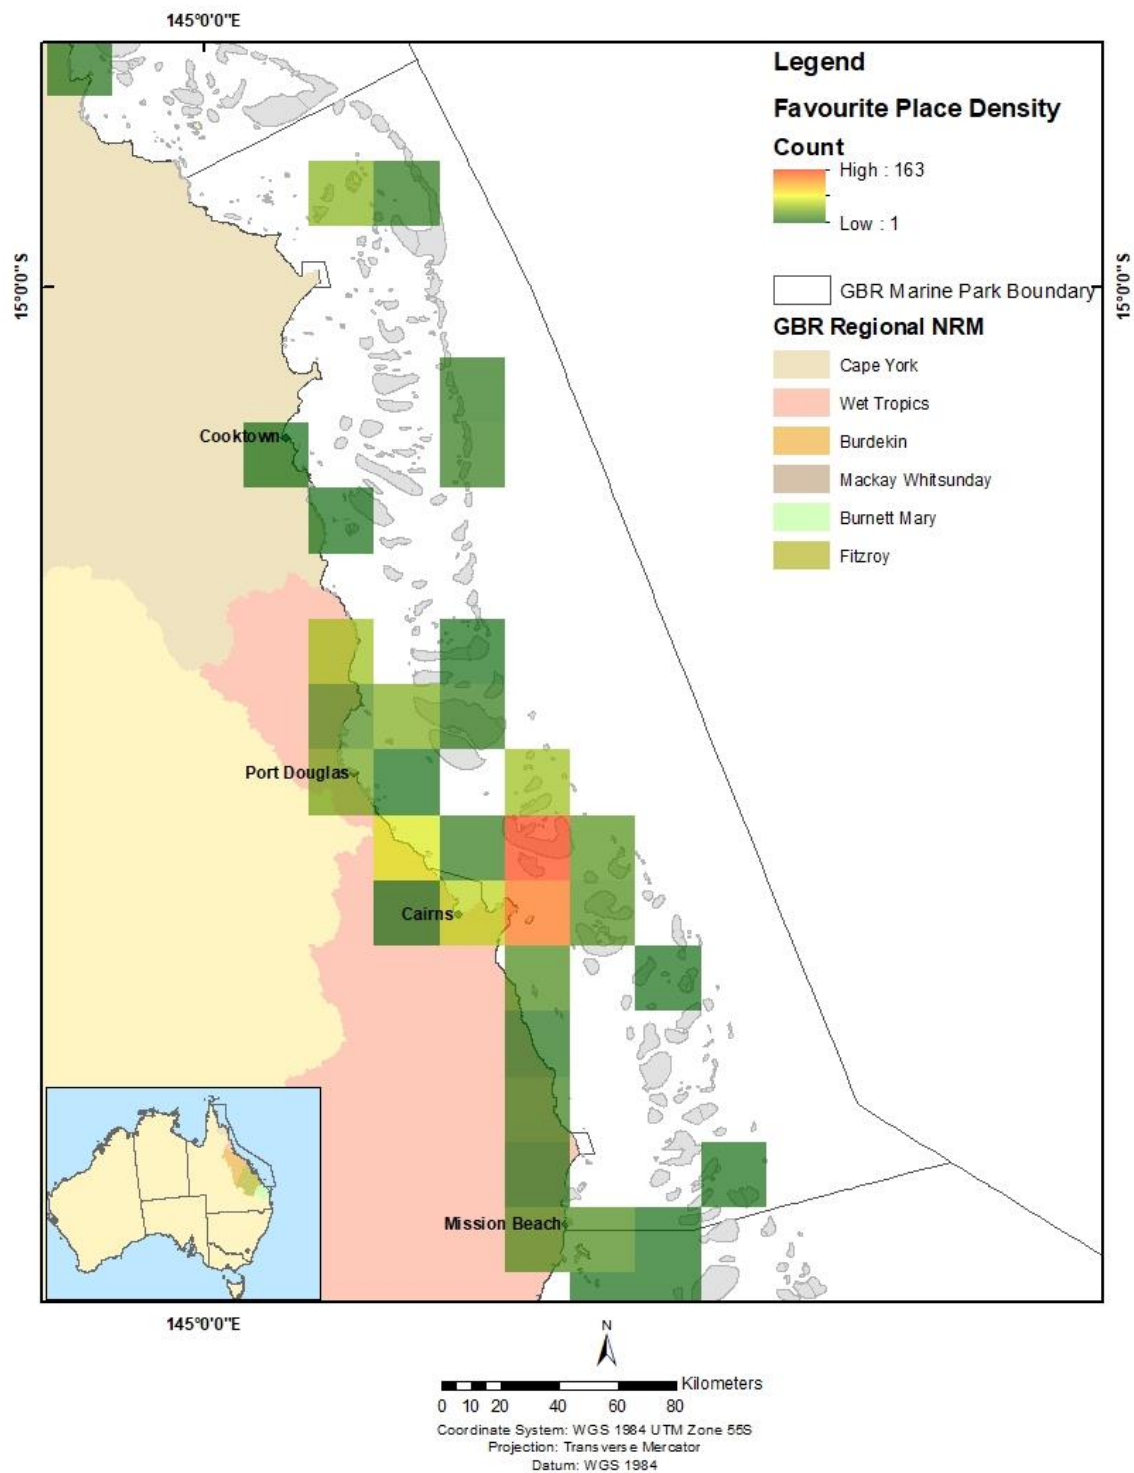 145°0'0"E
Legend
Favourite Place Density
Count
High : 163
Low : 1
15°0'0"S
15°0'0"S
GBR Marine Park Boundary
GBR Regional NRM
Cape York
Wet Tropics
Cooktown
Burdekin
Mackay Whitsunday
Burnett Mary
Fitzroy
Port Douglas
Cairns
Mission Beach
145°0'0"E
N
Kilometers
0 10 20 40 60 80
Coordinate System: WGS 1984 UTM Zone 55S
Projection: Transverse Mercator
Datum: WGS 1984